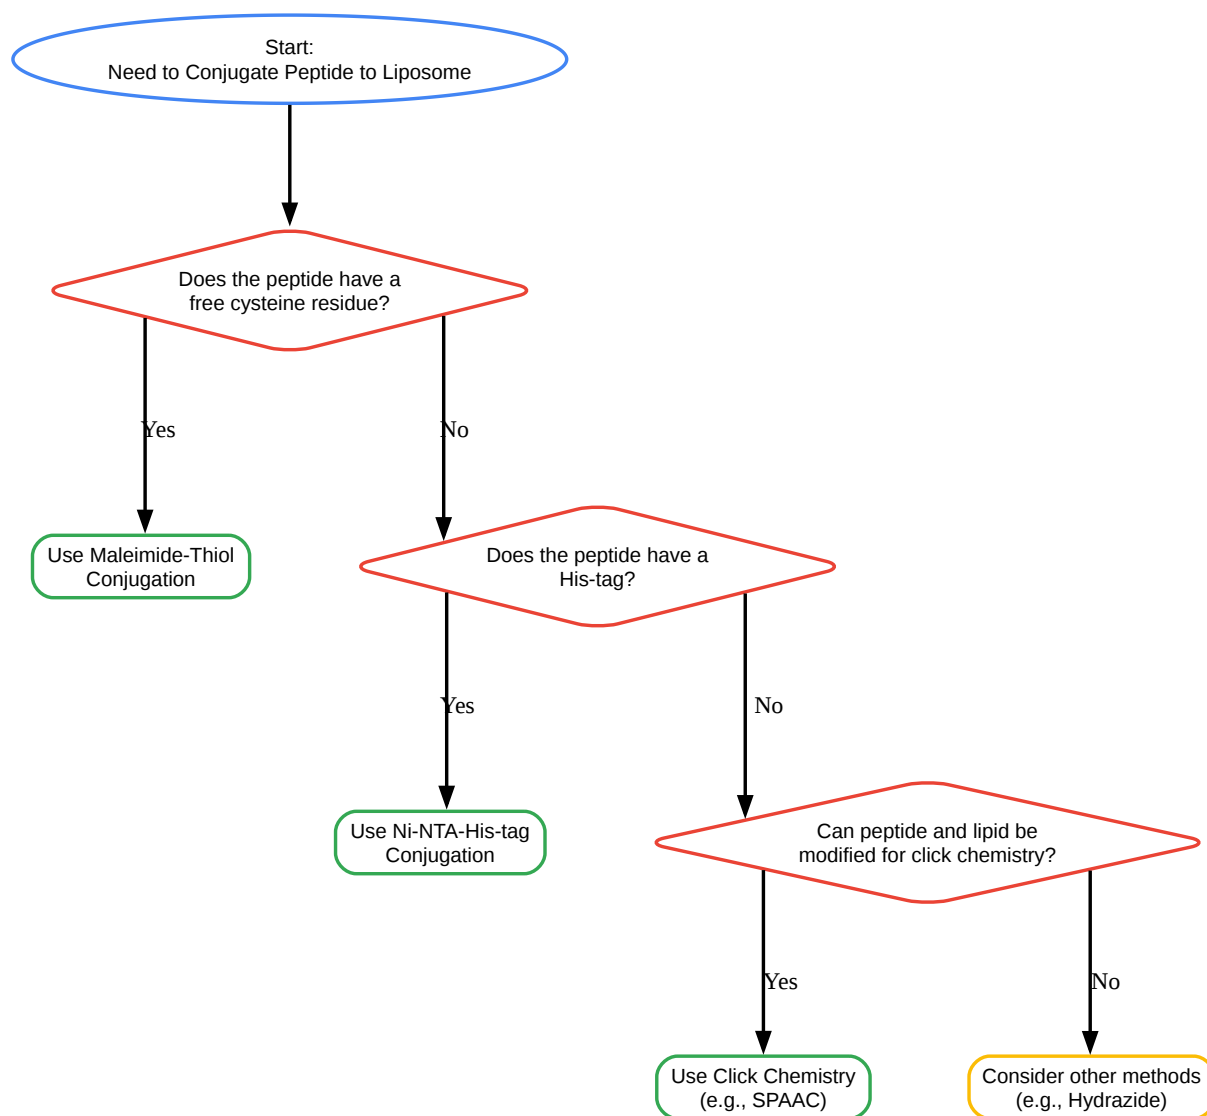 Start:
Need to Conjugate Peptide to Liposome
Does the peptide have a
free cysteine residue?
Yes
No
Use Maleimide-Thiol
Conjugation
Does the peptide have a
His-tag?
Yes
No
Use Ni-NTA-His-tag
Conjugation
Can peptide and lipid be
modified for click chemistry?
Yes
No
Use Click Chemistry
(e.g., SPAAC)
Consider other methods
(e.g., Hydrazide)